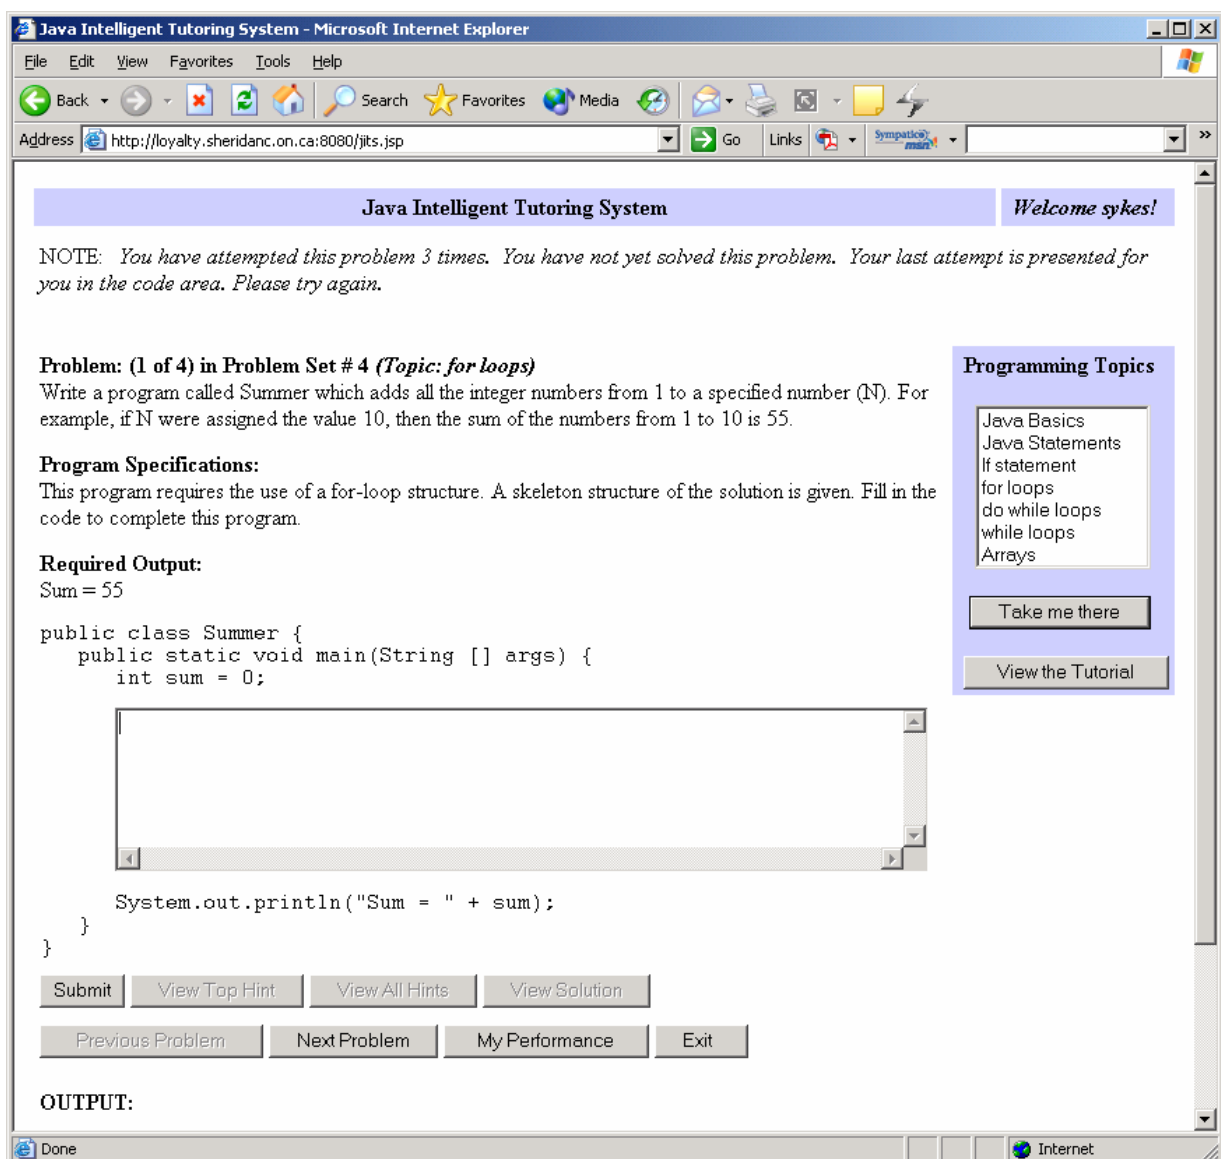 Java Intelligent Tutoring System - Microsoft Internet Explorer
File Edit View Favorites Tools Help
Back Search Favorites Media
Address http://loyalty.sheridanc.on.ca:8080/jits.jsp Go Links Sympatico msn »
Java Intelligent Tutoring System Welcome sykes!
NOTE: You have attempted this problem 3 times. You have not yet solved this problem. Your last attempt is presented for
you in the code area. Please try again.
Problem: (1 of 4) in Problem Set # 4 (Topic: for loops)
Write a program called Summer which adds all the integer numbers from 1 to a specified number (N). For
example, if N were assigned the value 10, then the sum of the numbers from 1 to 10 is 55.
Program Specifications:
This program requires the use of a for-loop structure. A skeleton structure of the solution is given. Fill in the
code to complete this program.
Required Output:
Sum = 55
public class Summer {
public static void main(String [] args) {
int sum = 0;
System.out.println("Sum = " + sum);
}
}
Programming Topics
Java Basics
Java Statements
If statement
for loops
do while loops
while loops
Arrays
Take me there
View the Tutorial
Submit View Top Hint View All Hints View Solution
Previous Problem Next Problem My Performance Exit
OUTPUT:
Done Internet